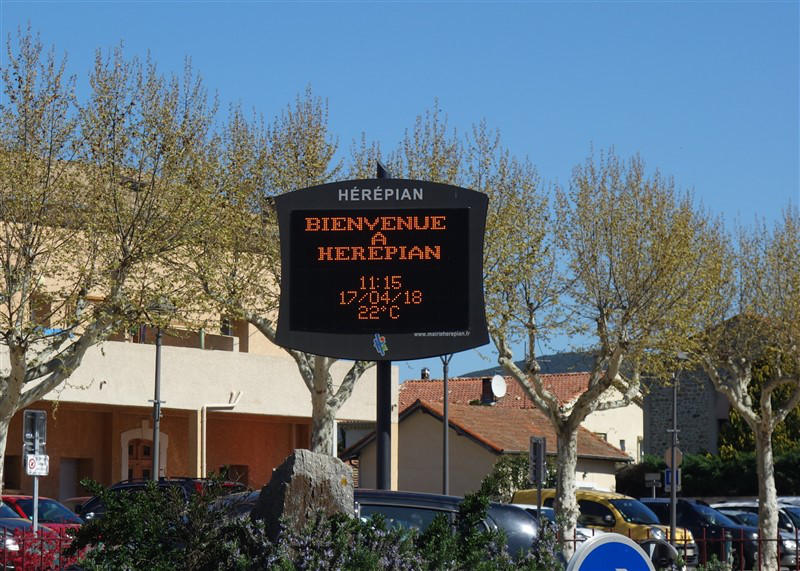 HÉRÉPIAN
BIENVENUE
A
HEREPIAN
11:15
17/04/18
22°C
www.mairieherepian.fr